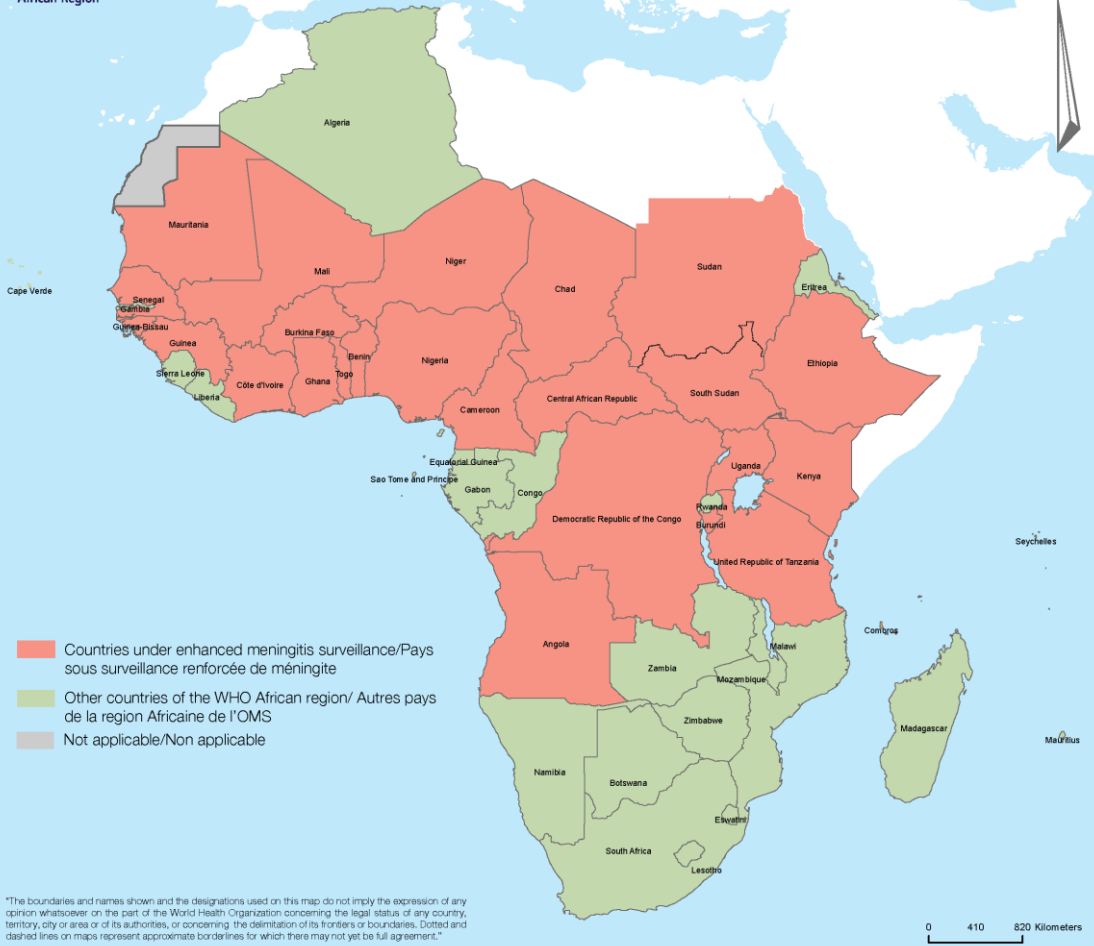 African Region
Algeria
Mauritania
Mali
Niger
Chad
Sudan
Eritrea
Cape Verde
Senegal
Gambia
Guinea-Bissau
Guinea
Sierra Leone
Liberia
Côte d'Ivoire
Burkina Faso
Ghana
Togo
Benin
Nigeria
Cameroon
Central African Republic
South Sudan
Ethiopia
Equatorial Guinea
Sao Tome and Principe
Gabon
Congo
Democratic Republic of the Congo
Uganda
Kenya
Rwanda
Burundi
United Republic of Tanzania
Seychelles
Comoros
Angola
Zambia
Malawi
Mozambique
Zimbabwe
Madagascar
Mauritius
Namibia
Botswana
Eswatini
South Africa
Lesotho
Countries under enhanced meningitis surveillance/Pays
sous surveillance renforcée de méningite
Other countries of the WHO African region/ Autres pays
de la region Africaine de l'OMS
Not applicable/Non applicable
"The boundaries and names shown and the designations used on this map do not imply the expression of any
opinion whatsoever on the part of the World Health Organization concerning the legal status of any country,
territory, city or area or of its authorities, or concerning the delimitation of its frontiers or boundaries. Dotted and
dashed lines on maps represent approximate borderlines for which there may not yet be full agreement."
0 410 820 Kilometers